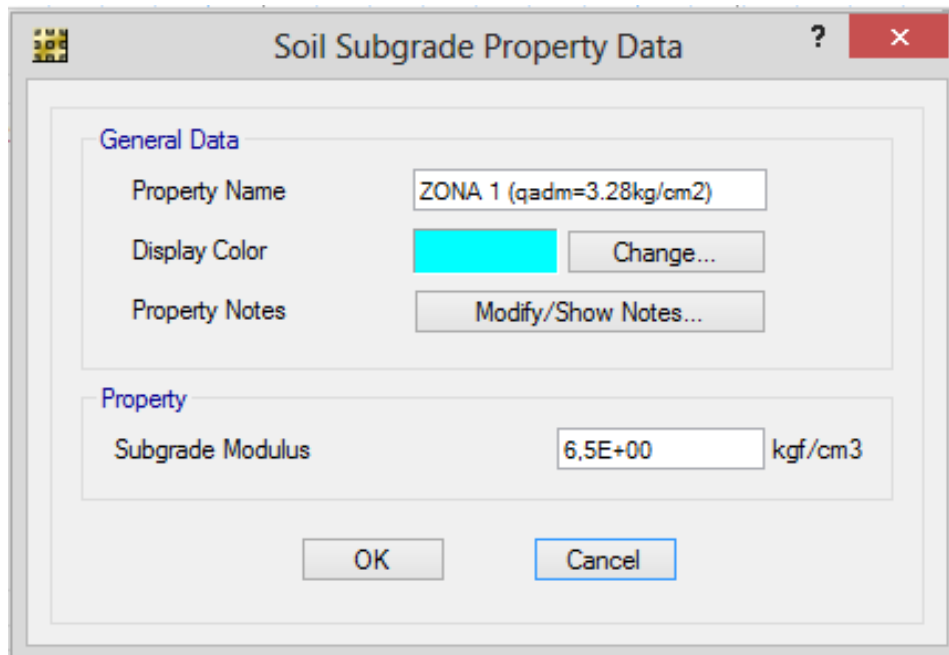 Soil Subgrade Property Data ? ×
General Data
Property Name ZONA 1 (qadm=3.28kg/cm2)
Display Color Change...
Property Notes Modify/Show Notes...
Property
Subgrade Modulus 6,5E+00 kgf/cm3
OK Cancel